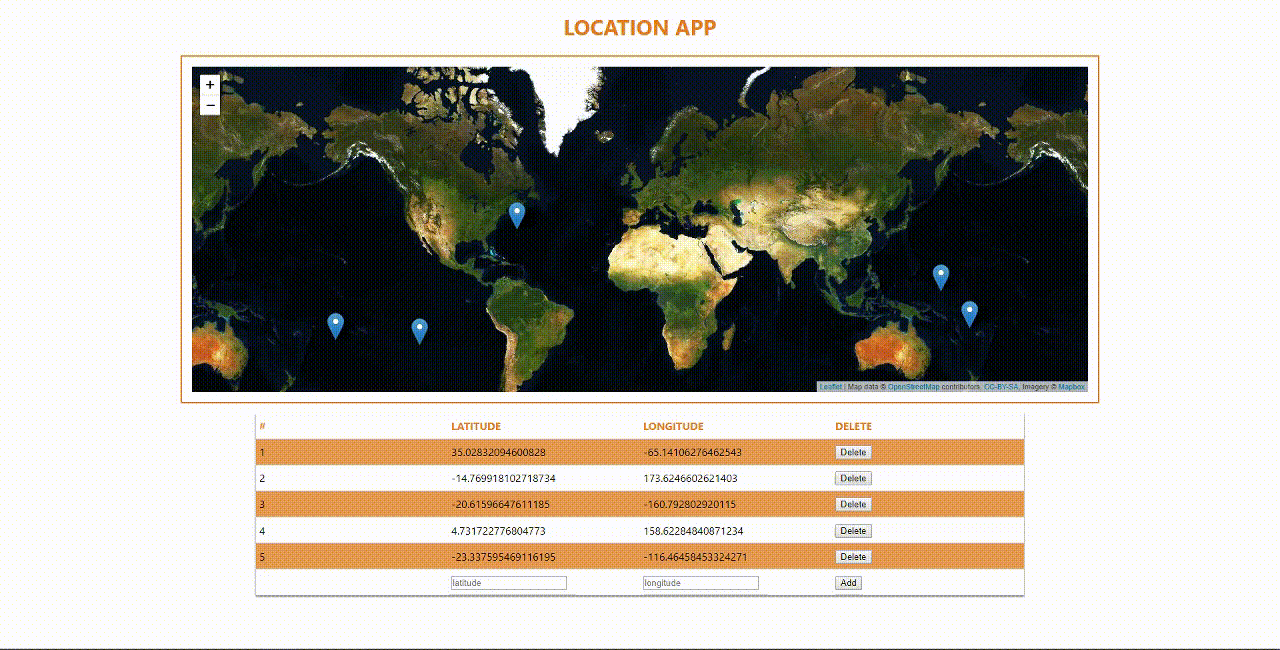 LOCATION APP
+
−
Leaflet | Map data © OpenStreetMap contributors, CC-BY-SA, Imagery © Mapbox
# LATITUDE LONGITUDE DELETE
1 35.02832094600828 -65.14106276462543 Delete
2 -14.769918102718734 173.6246602621403 Delete
3 -20.61596647611185 -160.792802920115 Delete
4 4.731722776804773 158.62284840871234 Delete
5 -23.337595469116195 -116.46458453324271 Delete
latitude longitude Add